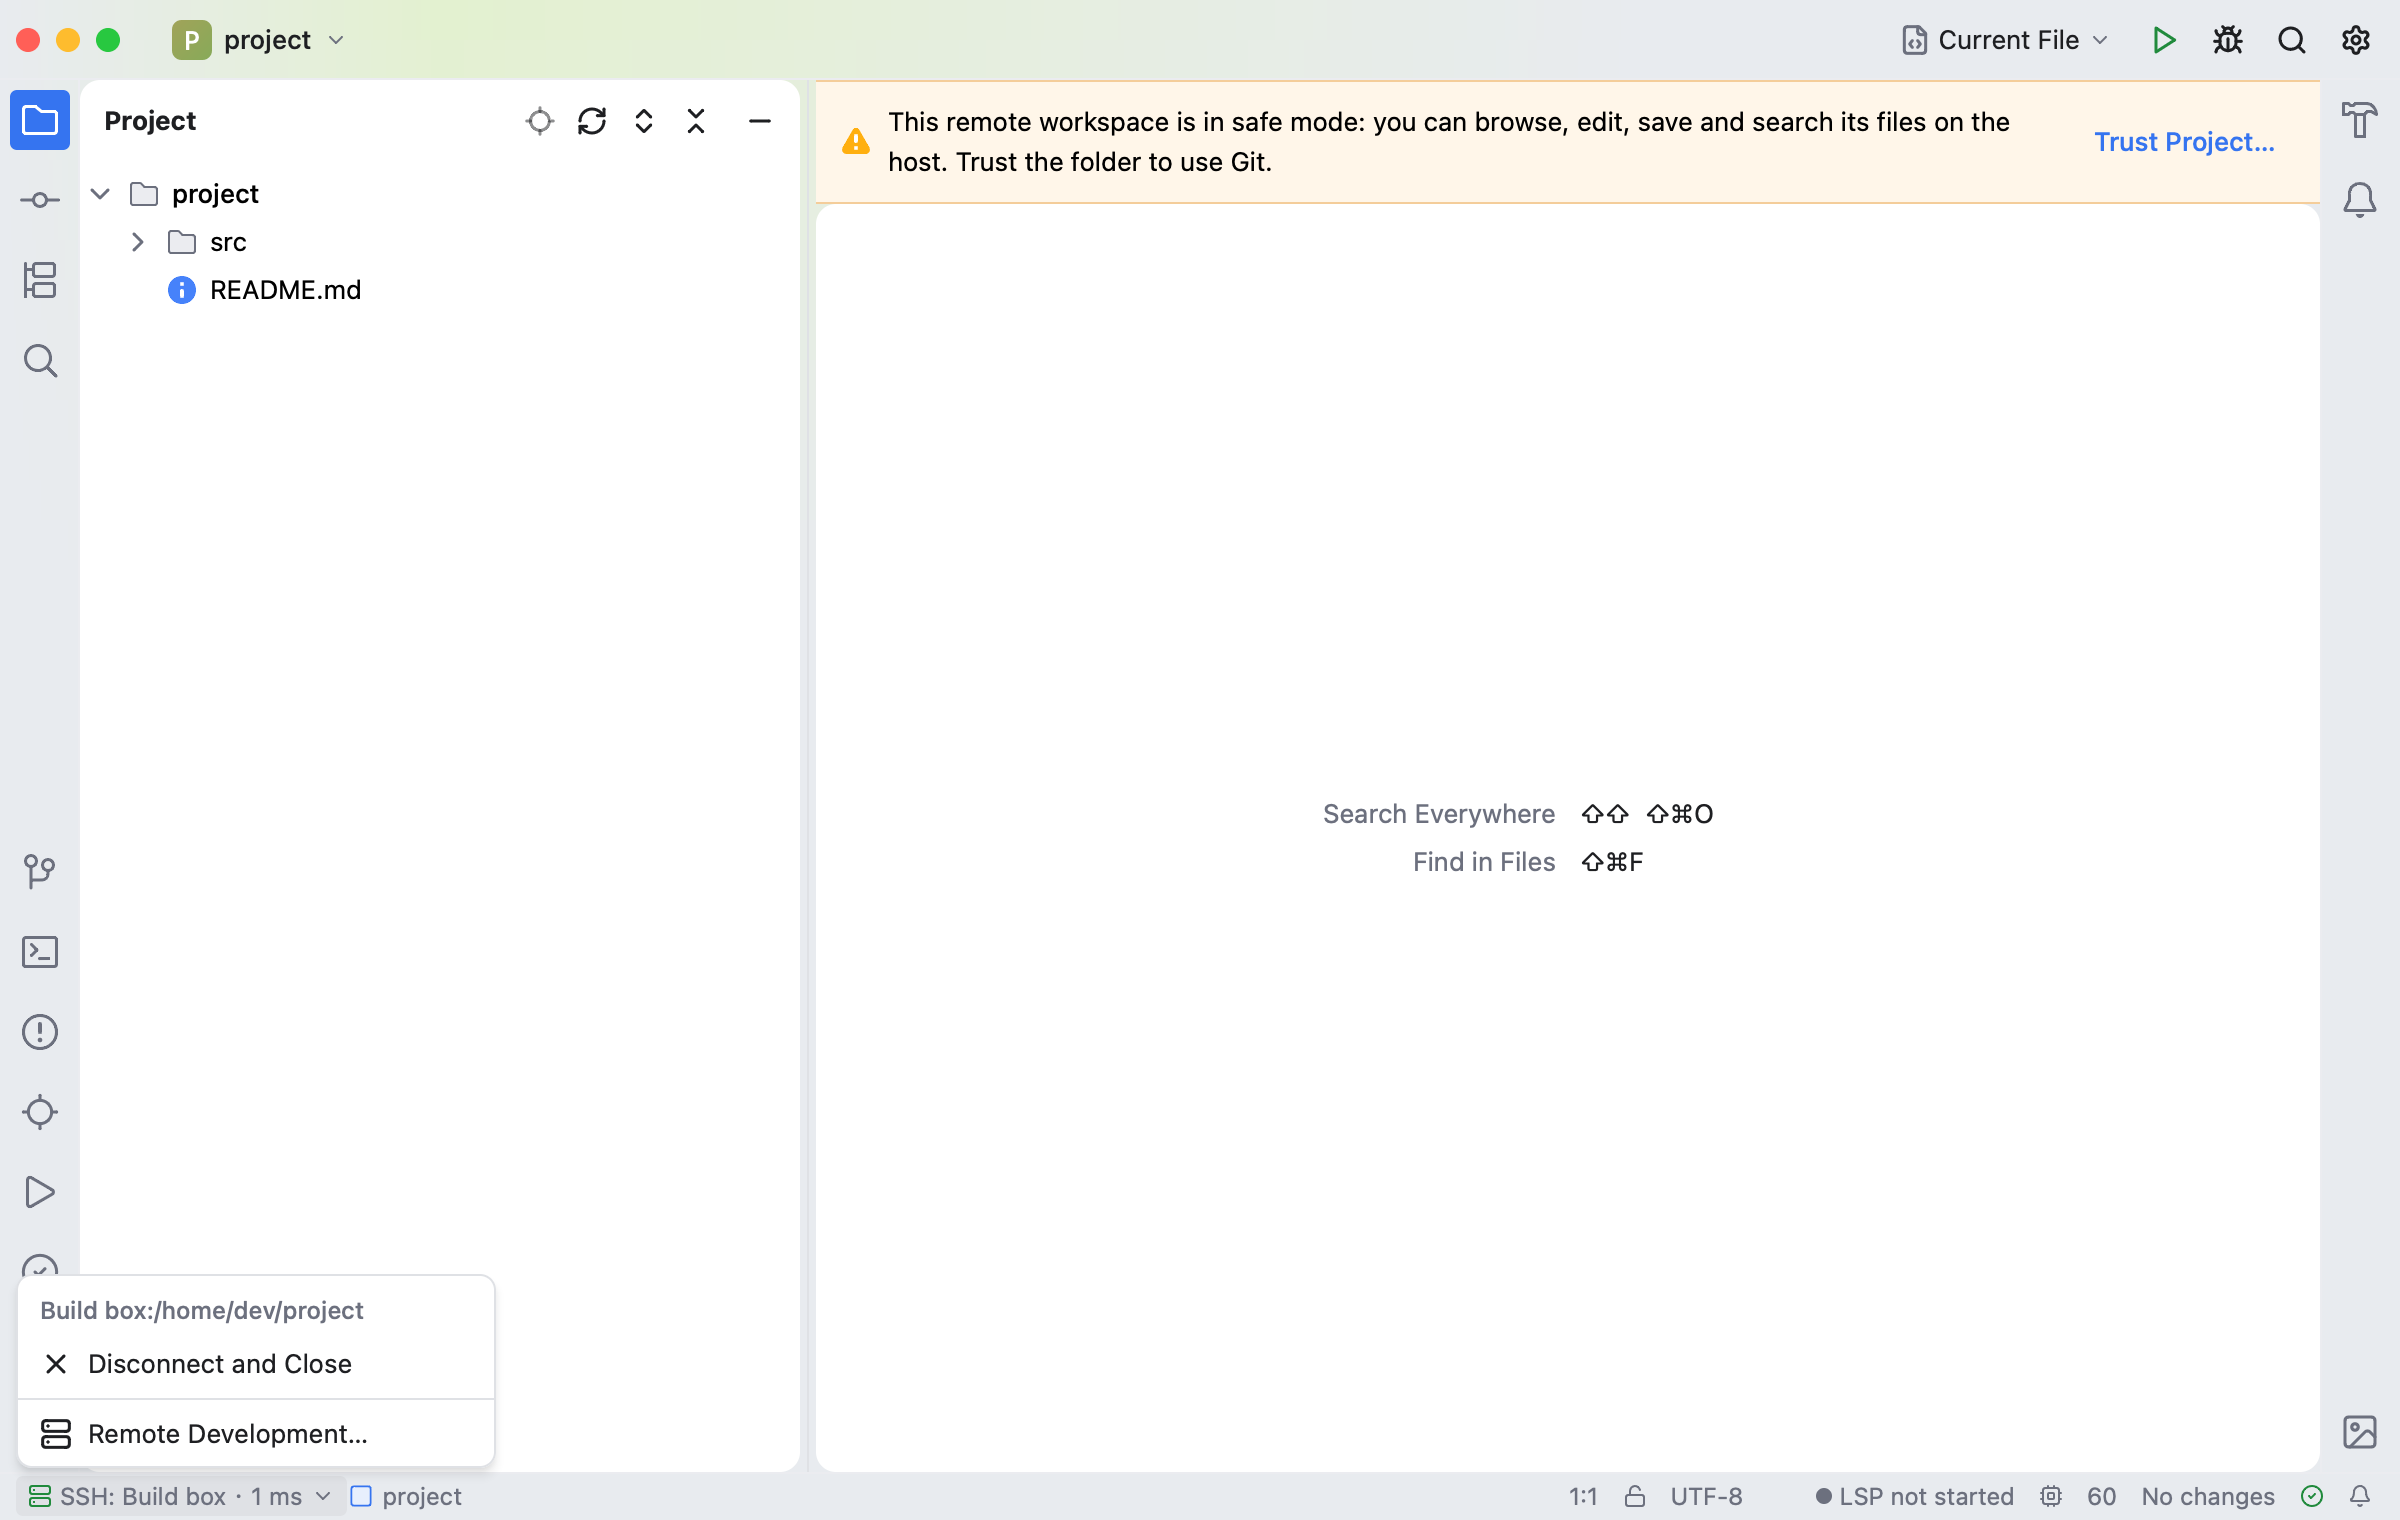 P project
Current File
Project
This remote workspace is in safe mode: you can browse, edit, save and search its files on the
host. Trust the folder to use Git.
Trust Project...
project
src
README.md
Search Everywhere ⇧⇧ ⇧⌘O
Find in Files ⇧⌘F
Build box:/home/dev/project
Disconnect and Close
Remote Development...
SSH: Build box · 1 ms
project
1:1
UTF-8
LSP not started
60
No changes